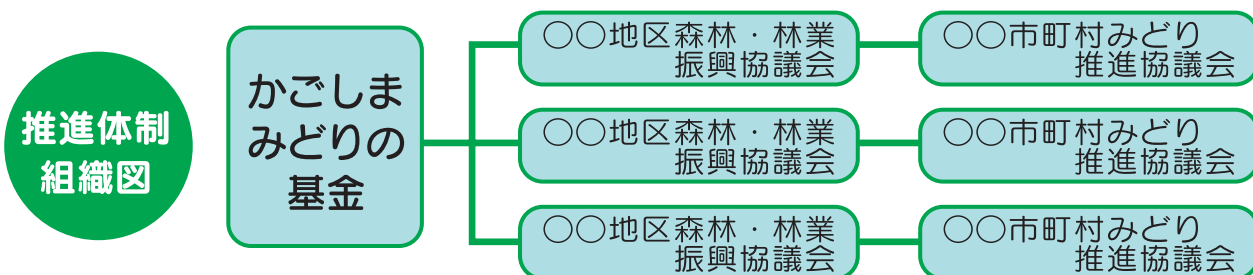 推進体制
組織図
かごしま
みどりの
基金
○○地区森林・林業
振興協議会
○○市町村みどり
推進協議会
○○地区森林・林業
振興協議会
○○市町村みどり
推進協議会
○○地区森林・林業
振興協議会
○○市町村みどり
推進協議会